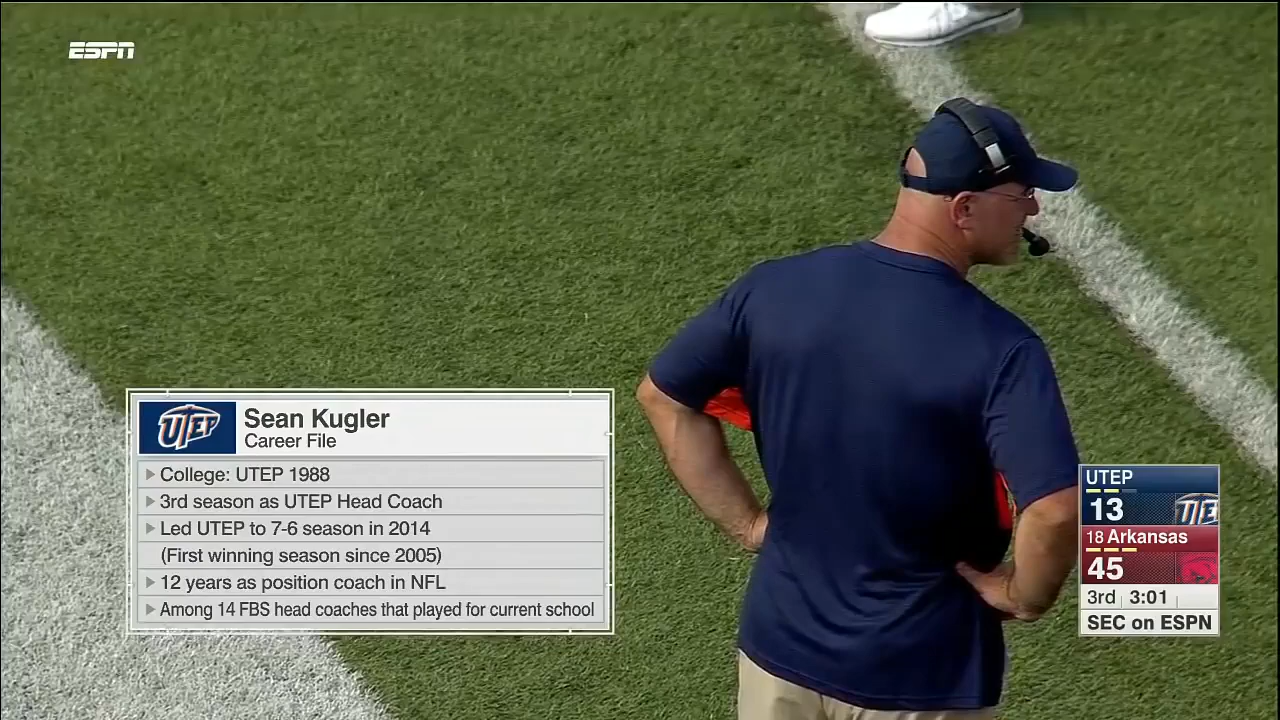 ESPN
UTEP
Sean Kugler
Career File
College: UTEP 1988
3rd season as UTEP Head Coach
Led UTEP to 7-6 season in 2014
(First winning season since 2005)
12 years as position coach in NFL
Among 14 FBS head coaches that played for current school
UTEP
13
UTE
18 Arkansas
45
3rd 3:01
SEC on ESPN